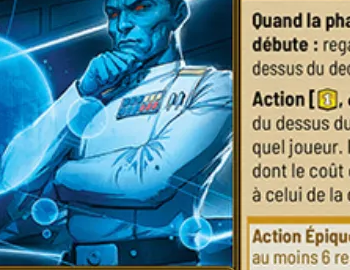 Quand la pha
débute : rega
dessus du dec
Action [1, 
du dessus du
quel joueur. 
dont le coût
à celui de la
Action Épique
au moins 6 re